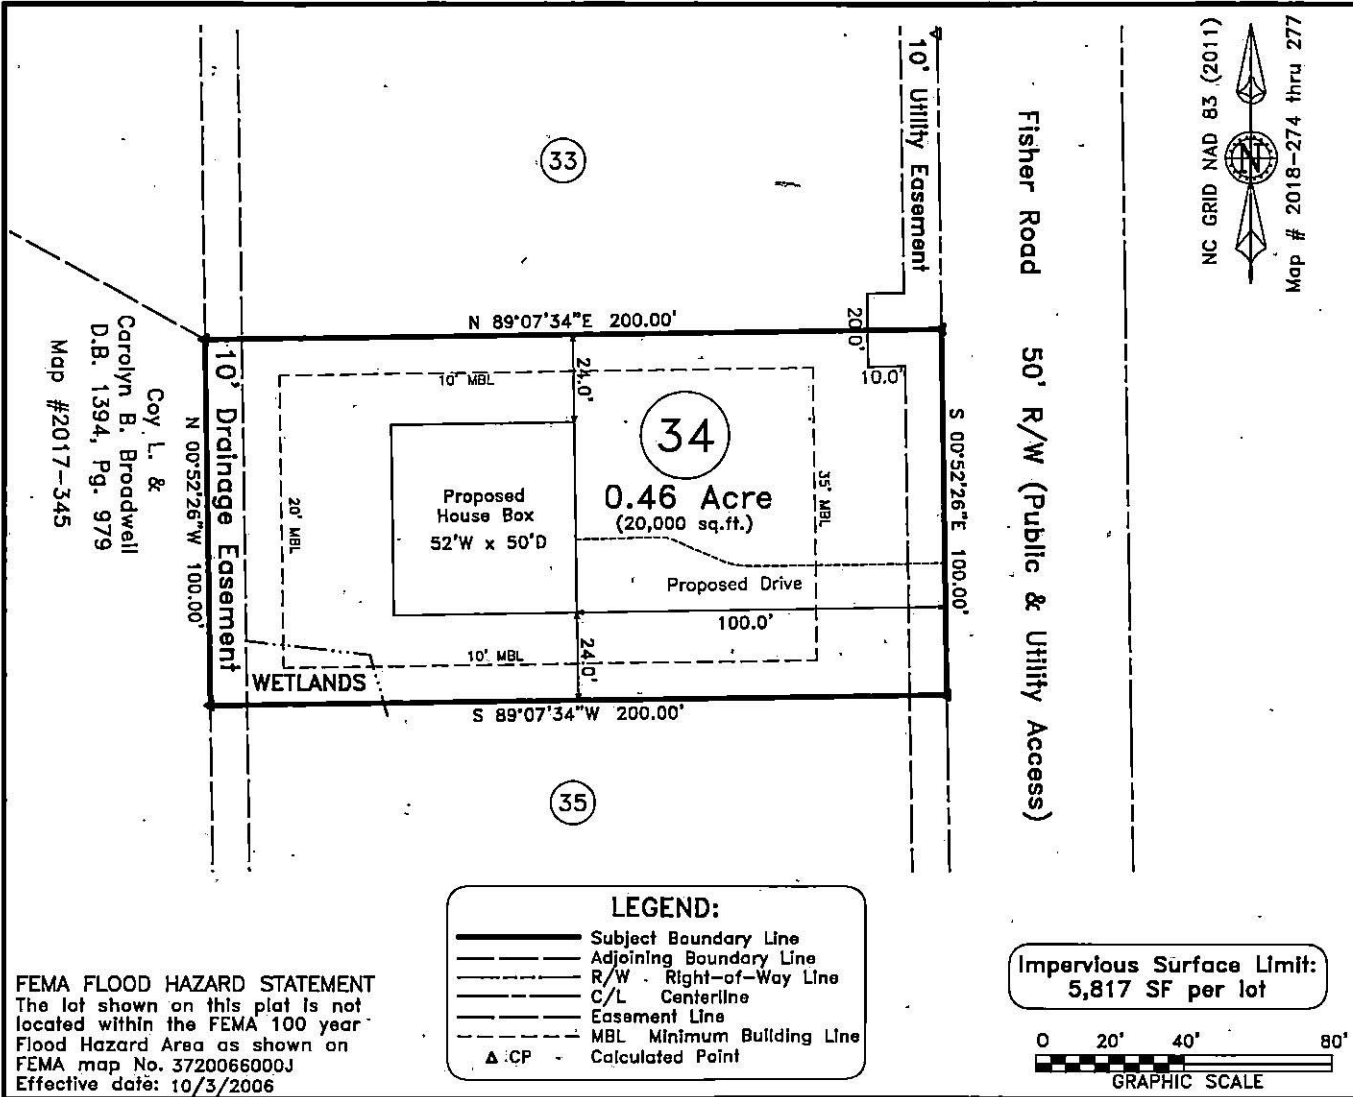 NC GRID NAD 83 (2011)
N
Map # 2018-274 thru 277
10' Utility Easement
Fisher Road 50' R/W (Public & Utility Access)
33
N 89°07'34"E 200.00'
20.0'
10.0'
10' MBL
24.0'
34
0.46 Acre
(20,000 sq.ft.)
35' MBL
S 00°52'26"E 100.00'
Coy L. &
Carolyn B. Broadwell
D.B. 1394, Pg. 979
Map #2017-345
N 00°52'26"W 100.00'
10' Drainage Easement
20' MBL
Proposed
House Box
52'W x 50'D
Proposed Drive
100.0'
10' MBL
24.0'
WETLANDS
S 89°07'34"W 200.00'
35
LEGEND:
Subject Boundary Line
Adjoining Boundary Line
R/W - Right-of-Way Line
C/L Centerline
Easement Line
MBL Minimum Building Line
Δ CP - Calculated Point
FEMA FLOOD HAZARD STATEMENT
The lot shown on this plat is not
located within the FEMA 100 year
Flood Hazard Area as shown on
FEMA map No. 3720066000J
Effective date: 10/3/2006
Impervious Surface Limit:
5,817 SF per lot
0 20' 40' 80'
GRAPHIC SCALE